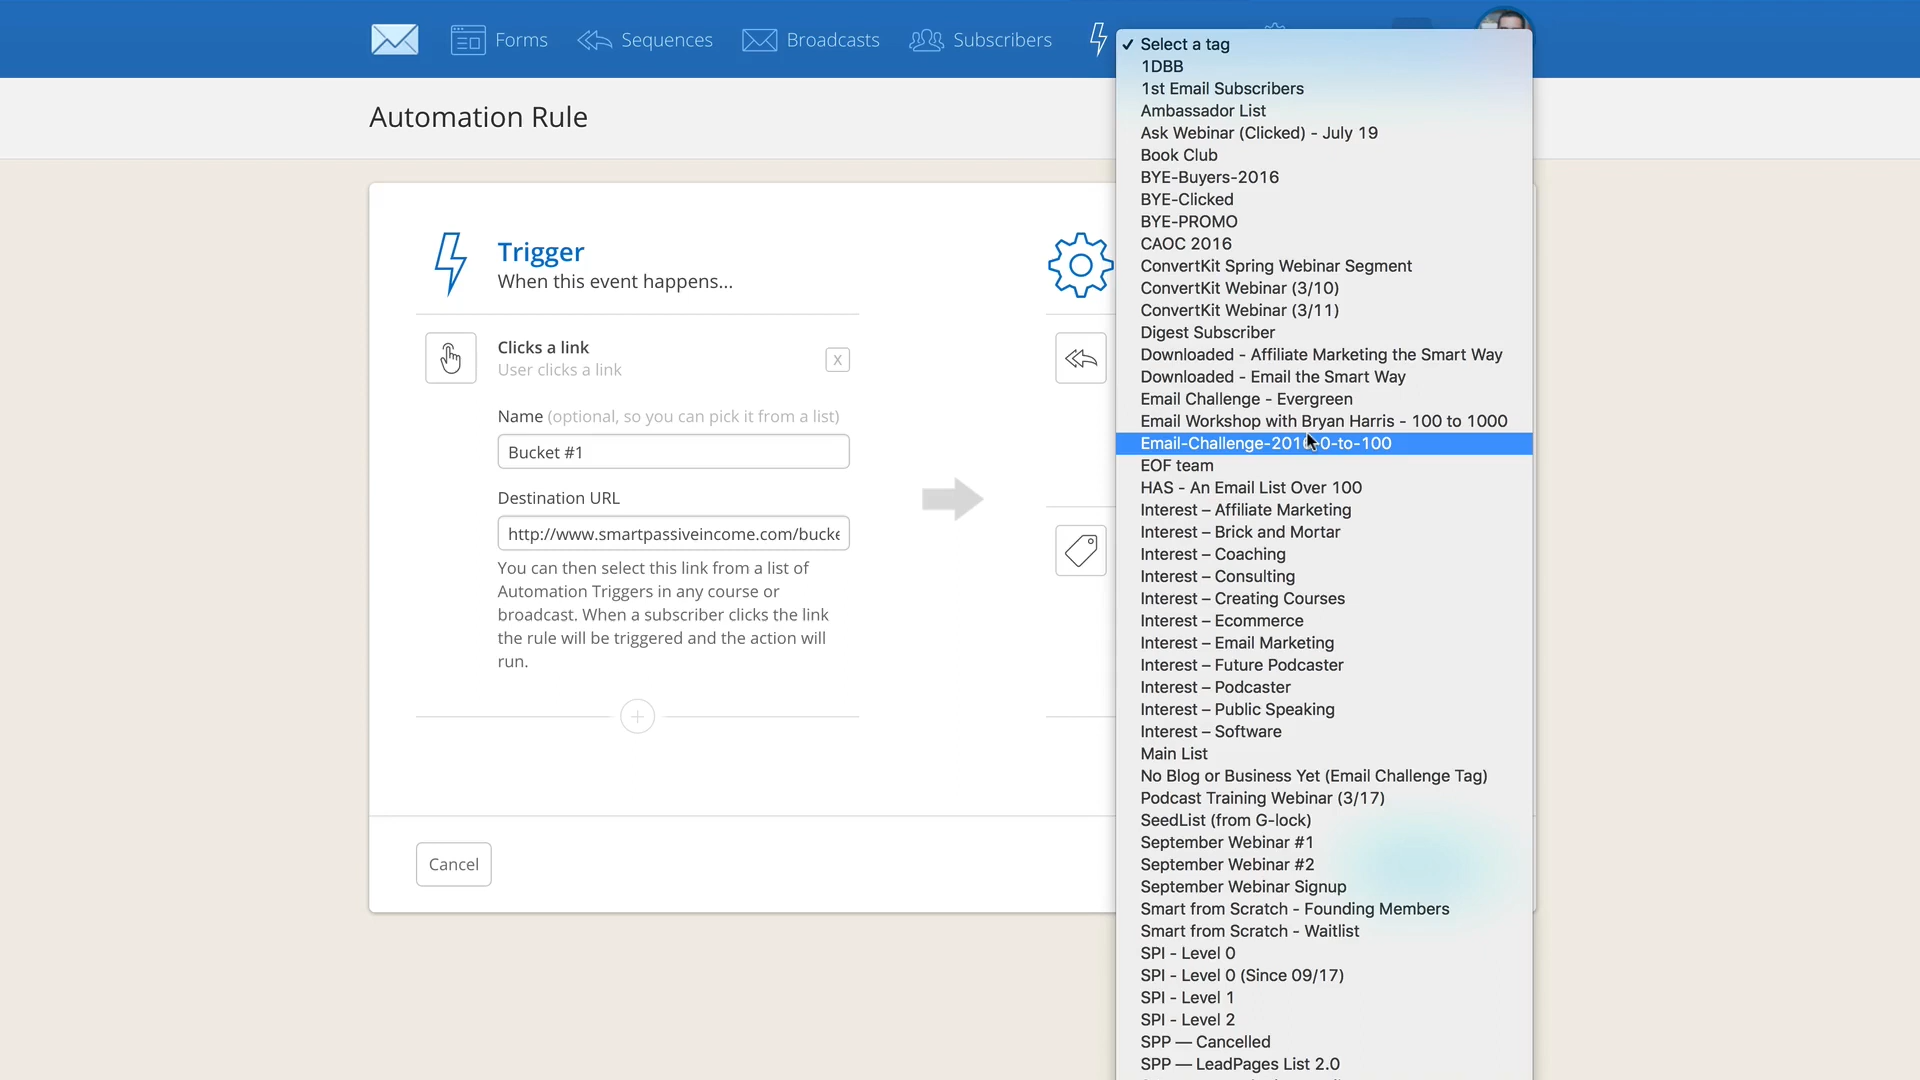 Forms
Sequences
Broadcasts
Subscribers
Automation Rule
Trigger
When this event happens...
Clicks a link
User clicks a link
X
Name (optional, so you can pick it from a list)
Bucket #1
Destination URL
http://www.smartpassiveincome.com/bucke
You can then select this link from a list of
Automation Triggers in any course or
broadcast. When a subscriber clicks the link
the rule will be triggered and the action will
run.
Cancel
✓ Select a tag
1DBB
1st Email Subscribers
Ambassador List
Ask Webinar (Clicked) - July 19
Book Club
BYE-Buyers-2016
BYE-Clicked
BYE-PROMO
CAOC 2016
ConvertKit Spring Webinar Segment
ConvertKit Webinar (3/10)
ConvertKit Webinar (3/11)
Digest Subscriber
Downloaded - Affiliate Marketing the Smart Way
Downloaded - Email the Smart Way
Email Challenge - Evergreen
Email Workshop with Bryan Harris - 100 to 1000
Email-Challenge-2016-0-to-100
EOF team
HAS - An Email List Over 100
Interest – Affiliate Marketing
Interest – Brick and Mortar
Interest – Coaching
Interest – Consulting
Interest – Creating Courses
Interest – Ecommerce
Interest – Email Marketing
Interest – Future Podcaster
Interest – Podcaster
Interest – Public Speaking
Interest – Software
Main List
No Blog or Business Yet (Email Challenge Tag)
Podcast Training Webinar (3/17)
SeedList (from G-lock)
September Webinar #1
September Webinar #2
September Webinar Signup
Smart from Scratch - Founding Members
Smart from Scratch - Waitlist
SPI - Level 0
SPI - Level 0 (Since 09/17)
SPI - Level 1
SPI - Level 2
SPP — Cancelled
SPP — LeadPages List 2.0